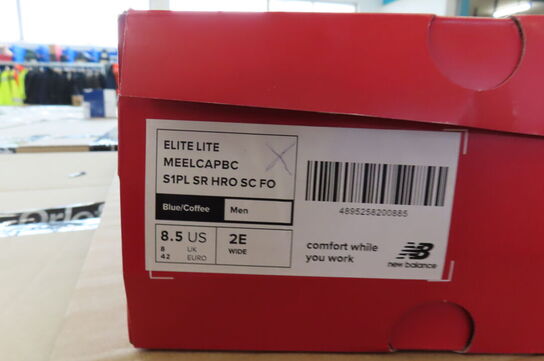 ELITE LITE
MEELCAPBC
S1PL SR HRO SC FO
Blue/Coffee Men
8.5 US 2E
8 UK WIDE
42 EURO
4895258200885
comfort while
you work
NB
new balance